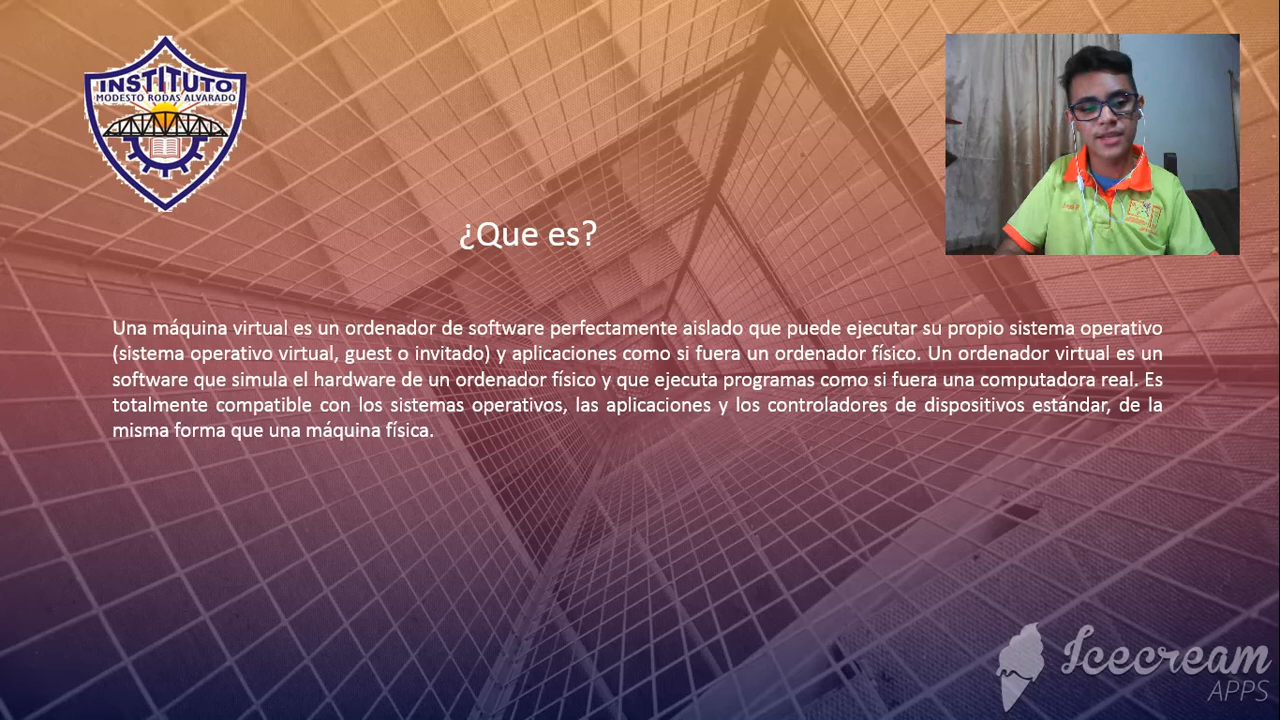 INSTITUTO
MODESTO RODAS ALVARADO
¿Que es?
Una máquina virtual es un ordenador de software perfectamente aislado que puede ejecutar su propio sistema operativo
(sistema operativo virtual, guest o invitado) y aplicaciones como si fuera un ordenador físico. Un ordenador virtual es un
software que simula el hardware de un ordenador físico y que ejecuta programas como si fuera una computadora real. Es
totalmente compatible con los sistemas operativos, las aplicaciones y los controladores de dispositivos estándar, de la
misma forma que una máquina física.
Icecream
APPS